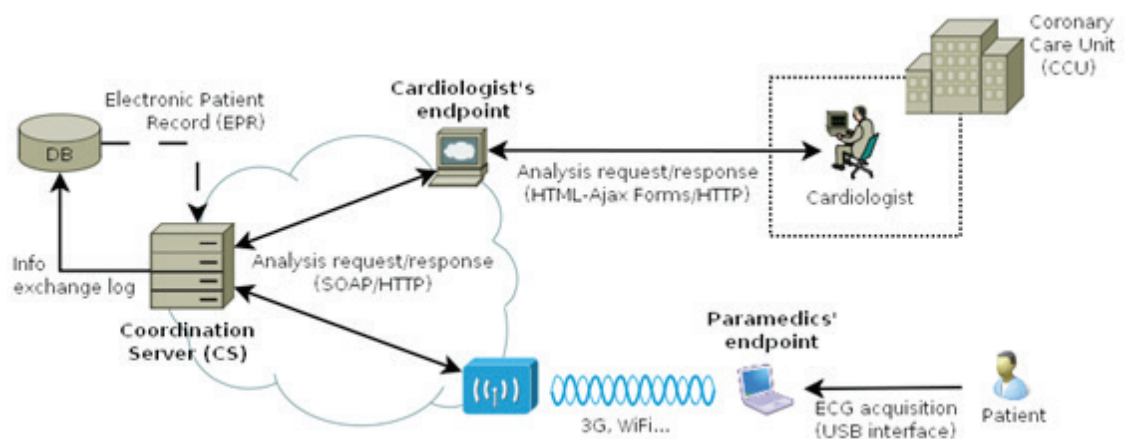 Coronary
Care Unit
(CCU)
Electronic Patient
Record (EPR)
Cardiologist's
endpoint
DB
Analysis request/response
(HTML-Ajax Forms/HTTP)
Cardiologist
Info
exchange log
Analysis request/response
(SOAP/HTTP)
Coordination
Server (CS)
Paramedics'
endpoint
3G, WiFi...
ECG acquisition
(USB interface)
Patient